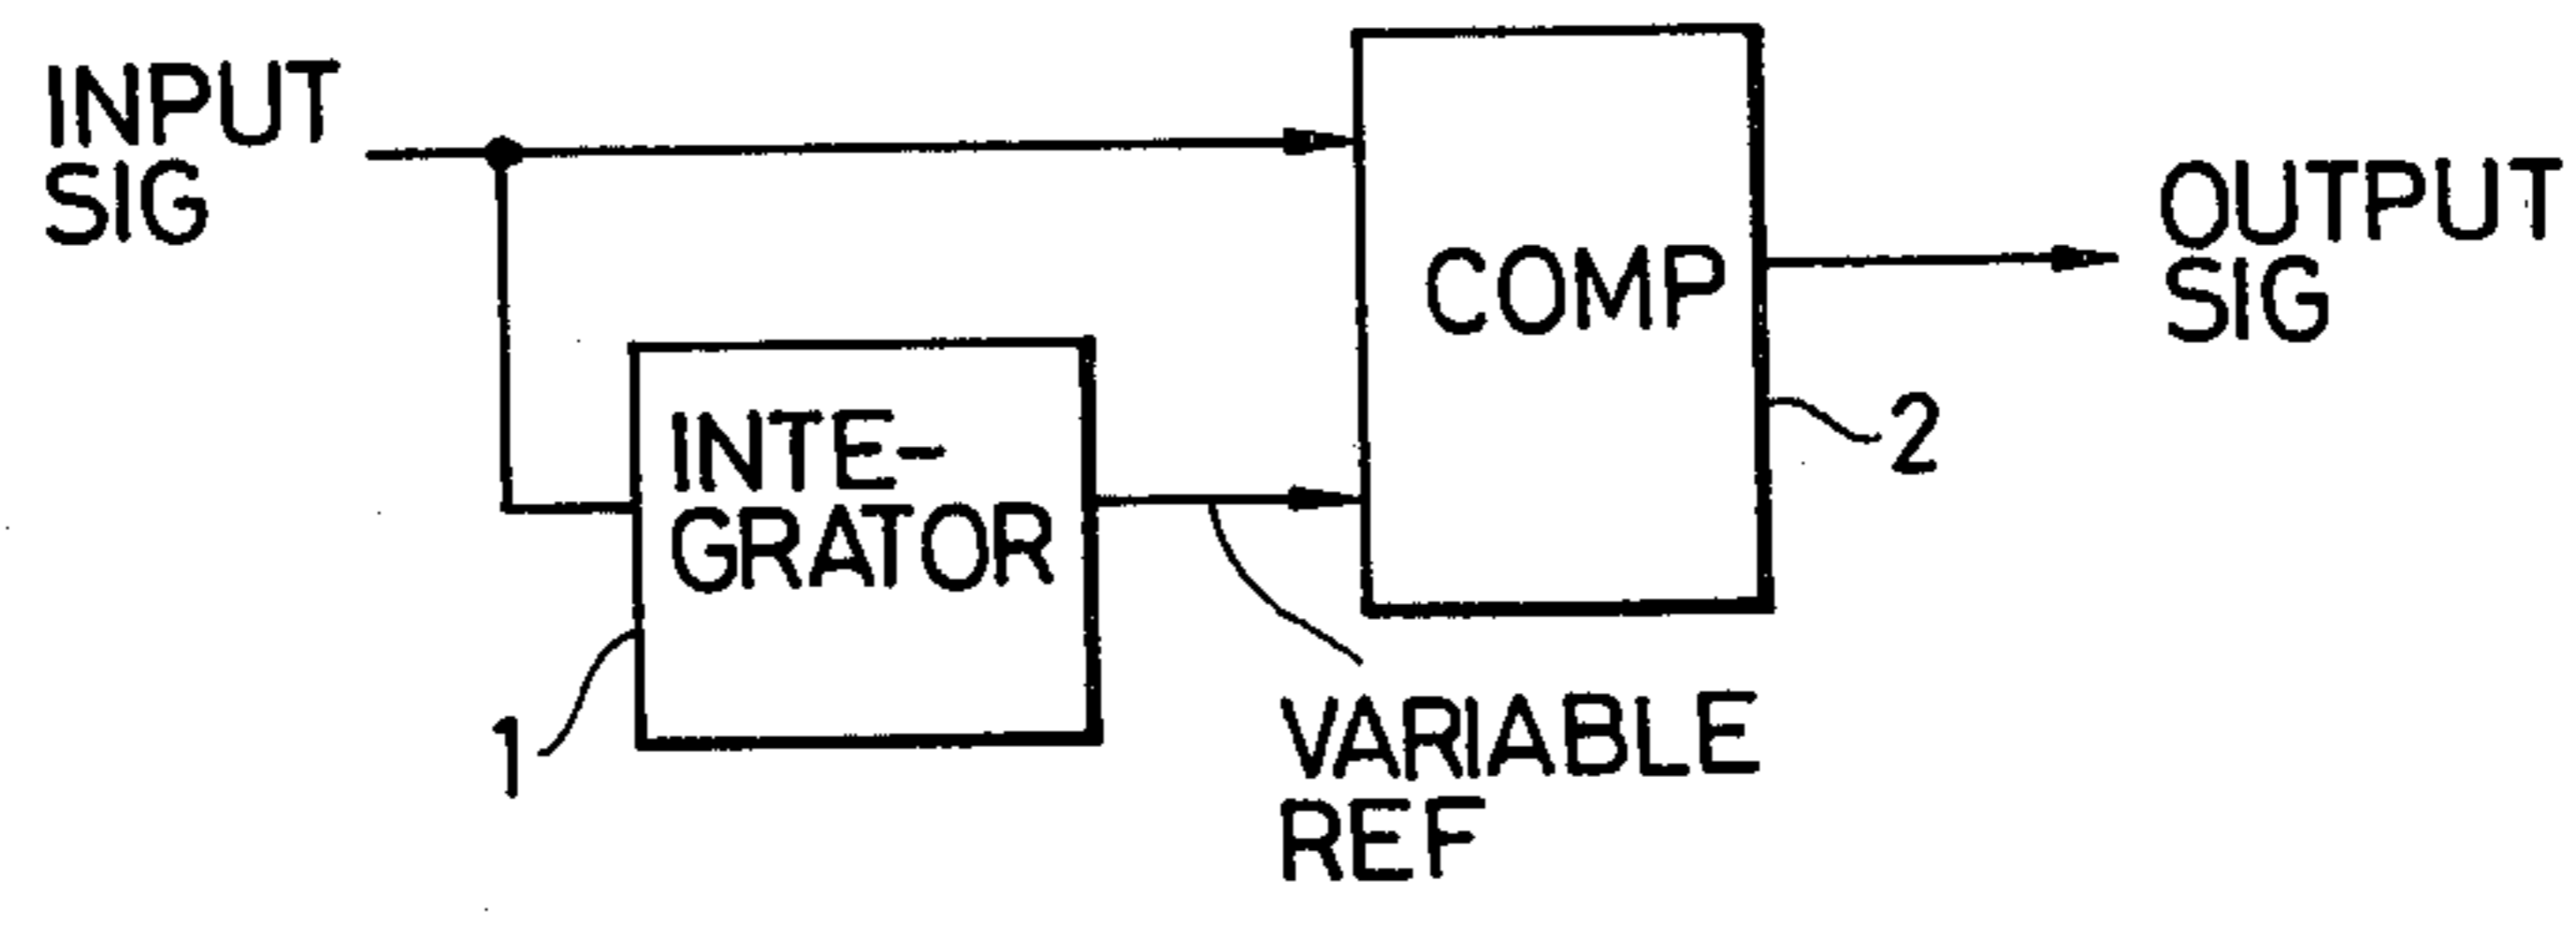 INPUT
SIG
COMP
OUTPUT
SIG
INTE-
GRATOR
2
1
VARIABLE
REF